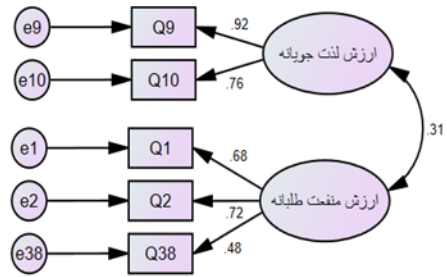 e9 Q9 .92
ارزش لذت جویانه
e10 Q10 .76
.31
e1 Q1 .68
e2 Q2 .72
ارزش منفعت طلبانه
e38 Q38 .48